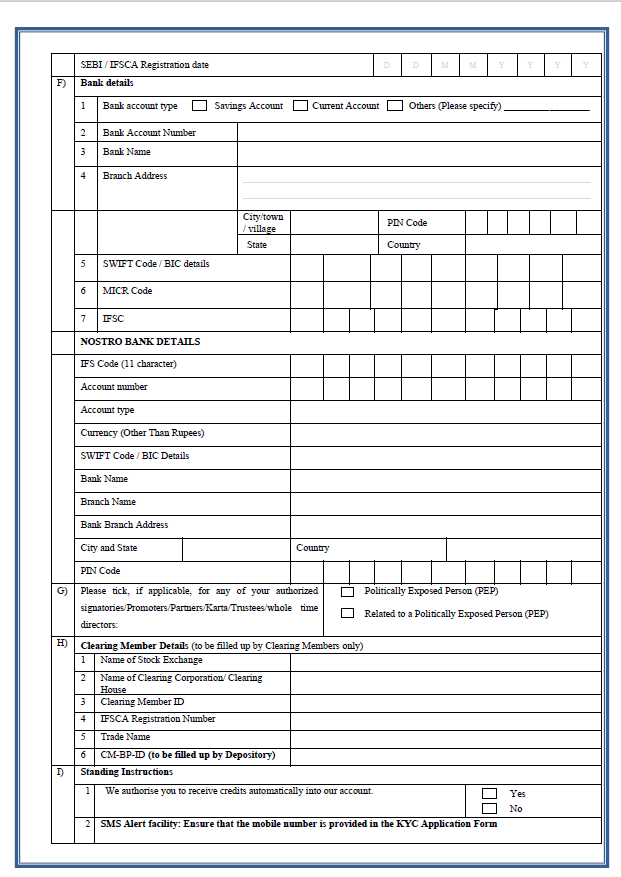 SEBI / IFSCA Registration date D D M M Y Y Y Y
F) Bank details
1 Bank account type Savings Account Current Account Others (Please specify) ________________
2 Bank Account Number
3 Bank Name
4 Branch Address
City/town
/ village
PIN Code
State Country
5 SWIFT Code / BIC details
6 MICR Code
7 IFSC
NOSTRO BANK DETAILS
IFS Code (11 character)
Account number
Account type
Currency (Other Than Rupees)
SWIFT Code / BIC Details
Bank Name
Branch Name
Bank Branch Address
City and State Country
PIN Code
G) Please tick, if applicable, for any of your authorized
signatories/Promoters/Partners/Karta/Trustees/whole time
directors:
Politically Exposed Person (PEP)
Related to a Politically Exposed Person (PEP)
H) Clearing Member Details (to be filled up by Clearing Members only)
1 Name of Stock Exchange
2 Name of Clearing Corporation/ Clearing
House
3 Clearing Member ID
4 IFSCA Registration Number
5 Trade Name
6 CM-BP-ID (to be filled up by Depository)
I) Standing Instructions
1 We authorise you to receive credits automatically into our account.
Yes
No
2 SMS Alert facility: Ensure that the mobile number is provided in the KYC Application Form